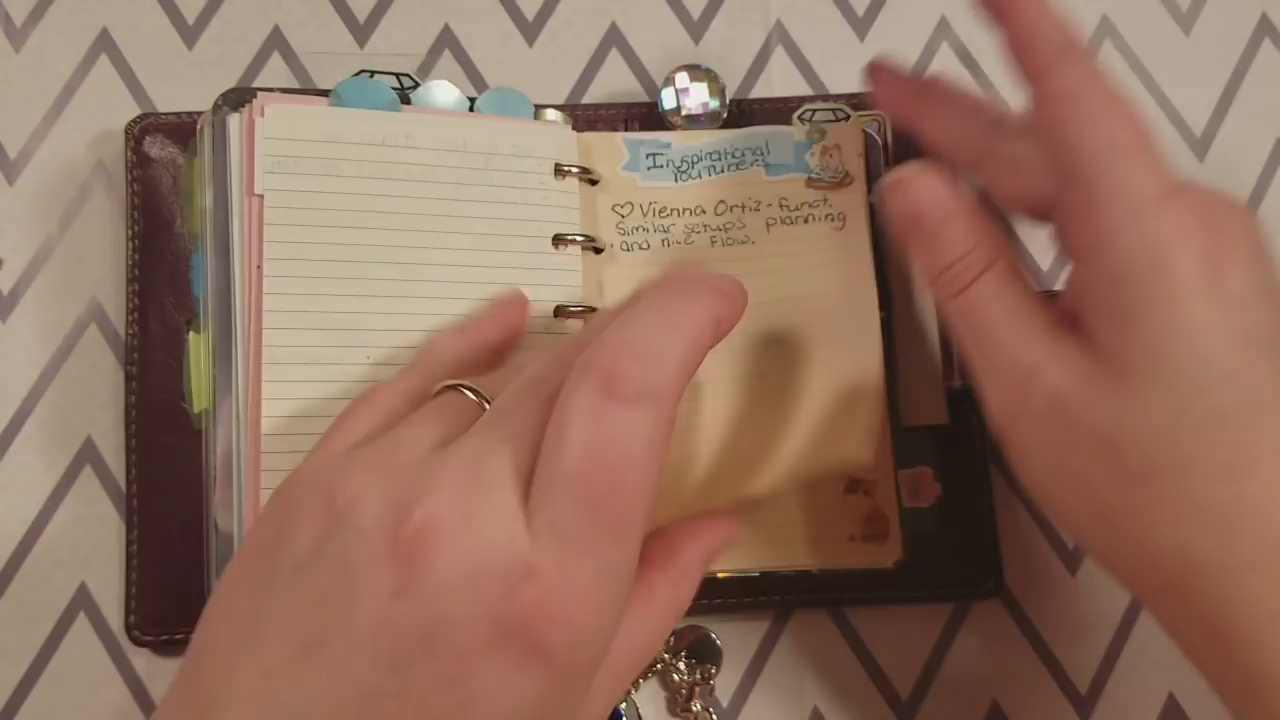 Inspirational
YouTubers
♡ Vienna Ortiz - funct.
Similar setups planning
and nice flow.